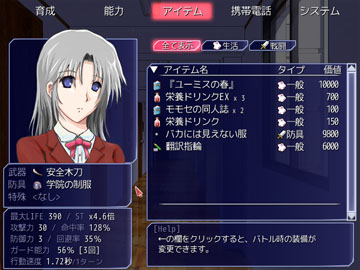 育成 能力 アイテム 携帯電話 システム
全て表示 生活 戦闘
アイテム名 タイプ 価値
『ユーミスの春』 一般 10000
栄養ドリンクEX x 3 一般 700
モモセの同人誌 x 2 一般 100
栄養ドリンク 一般 150
バカには見えない服 防具 9800
翻訳指輪 一般 6000
武器 安全木刀
防具 学院の制服
特殊 <なし>
最大LIFE 390 / ST x4.6倍
攻撃力 30 / 命中率 128%
防御力 3 / 回避率 35%
ガード能力 56% [3回]
行動速度 1.72秒/1ターン
[Help]
←の欄をクリックすると、バトル時の装備が
変更できます。